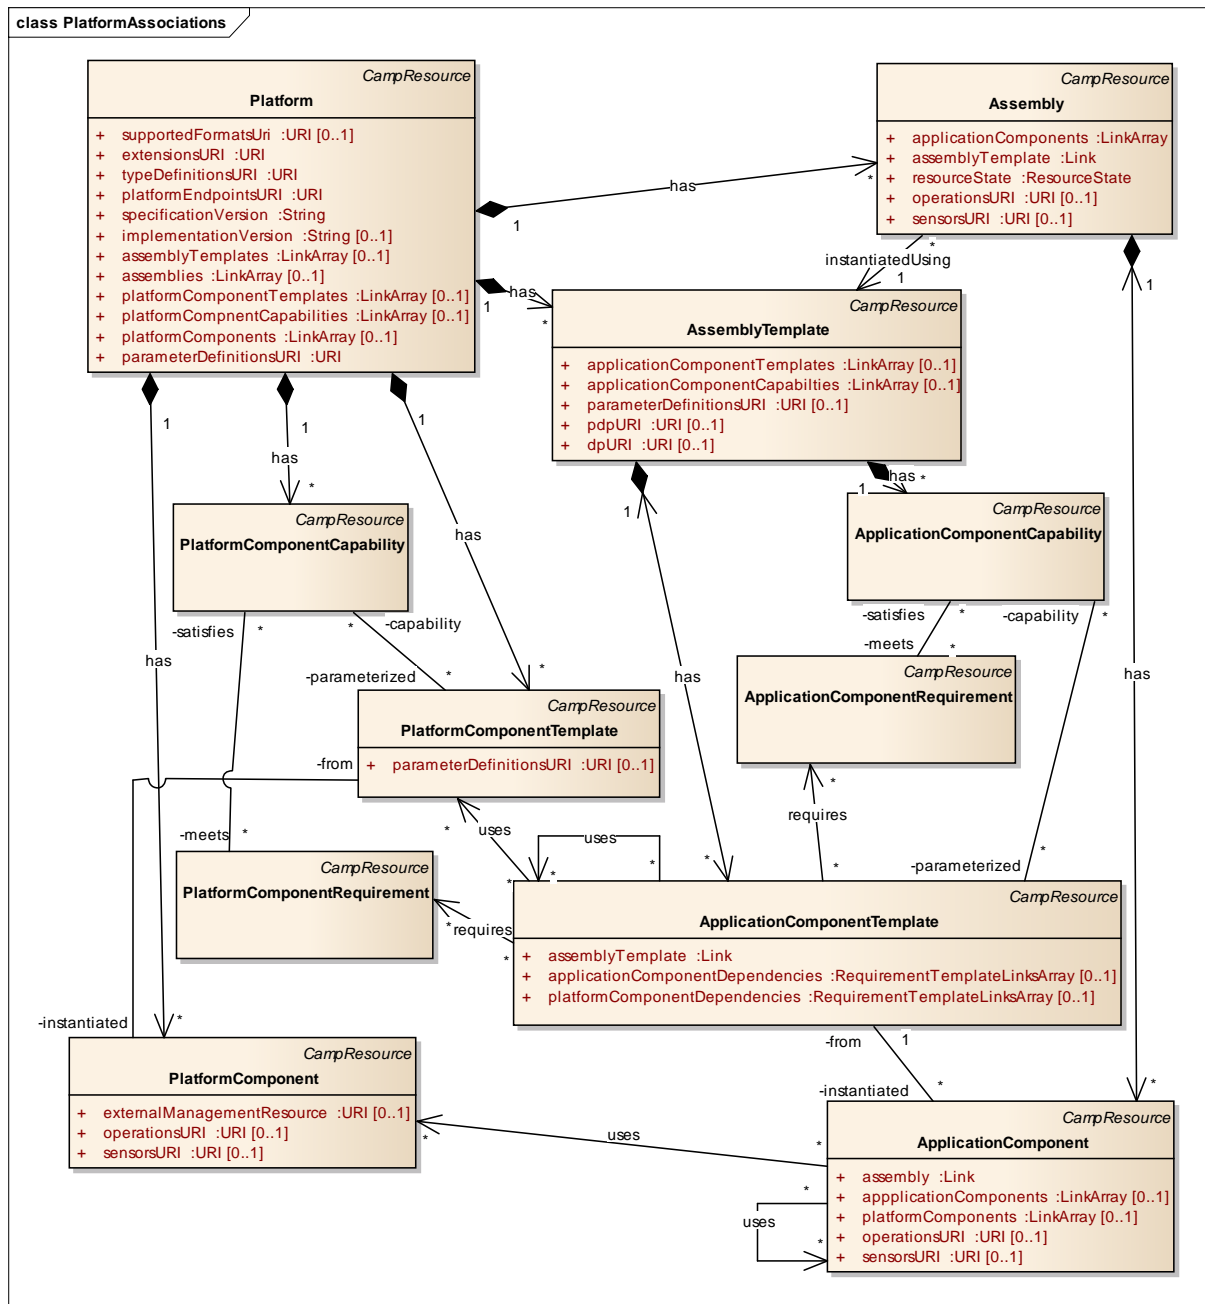 class PlatformAssociations
CampResource
Platform
+ supportedFormatsUri :URI [0..1]
+ extensionsURI :URI
+ typeDefinitionsURI :URI
+ platformEndpointsURI :URI
+ specificationVersion :String
+ implementationVersion :String [0..1]
+ assemblyTemplates :LinkArray [0..1]
+ assemblies :LinkArray [0..1]
+ platformComponentTemplates :LinkArray [0..1]
+ platformCompnentCapabilities :LinkArray [0..1]
+ platformComponents :LinkArray [0..1]
+ parameterDefinitionsURI :URI
CampResource
Assembly
+ applicationComponents :LinkArray
+ assemblyTemplate :Link
+ resourceState :ResourceState
+ operationsURI :URI [0..1]
+ sensorsURI :URI [0..1]
has
*
1
*
instantiatedUsing
1
1
has
1
*
CampResource
AssemblyTemplate
+ applicationComponentTemplates :LinkArray [0..1]
+ applicationComponentCapabilties :LinkArray [0..1]
+ parameterDefinitionsURI :URI [0..1]
+ pdpURI :URI [0..1]
+ dpURI :URI [0..1]
1
1
1
has
*
has
*
1
1
CampResource
PlatformComponentCapability
CampResource
ApplicationComponentCapability
has
-satisfies
*
*
-capability
-satisfies
*
-capability
*
has
-meets
*
has
has
-parameterized
*
*
CampResource
ApplicationComponentRequirement
CampResource
PlatformComponentTemplate
+ parameterDefinitionsURI :URI [0..1]
-from
*
requires
*
uses
*
uses
*
*
*
*
-parameterized
*
*
-meets
*
CampResource
PlatformComponentRequirement
*
requires
*
CampResource
ApplicationComponentTemplate
+ assemblyTemplate :Link
+ applicationComponentDependencies :RequirementTemplateLinksArray [0..1]
+ platformComponentDependencies :RequirementTemplateLinksArray [0..1]
-instantiated
*
-from
1
-instantiated
*
*
CampResource
PlatformComponent
+ externalManagementResource :URI [0..1]
+ operationsURI :URI [0..1]
+ sensorsURI :URI [0..1]
*
uses
*
CampResource
ApplicationComponent
+ assembly :Link
+ appplicationComponents :LinkArray [0..1]
+ platformComponents :LinkArray [0..1]
+ operationsURI :URI [0..1]
+ sensorsURI :URI [0..1]
*
uses
*